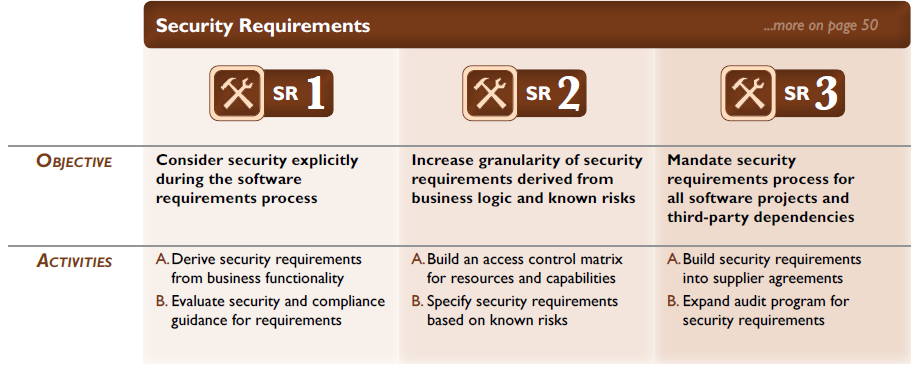 Security Requirements
...more on page 50
SR 1
SR 2
SR 3
OBJECTIVE
Consider security explicitly
during the software
requirements process
Increase granularity of security
requirements derived from
business logic and known risks
Mandate security
requirements process for
all software projects and
third-party dependencies
ACTIVITIES
A. Derive security requirements
from business functionality
B. Evaluate security and compliance
guidance for requirements
A. Build an access control matrix
for resources and capabilities
B. Specify security requirements
based on known risks
A. Build security requirements
into supplier agreements
B. Expand audit program for
security requirements